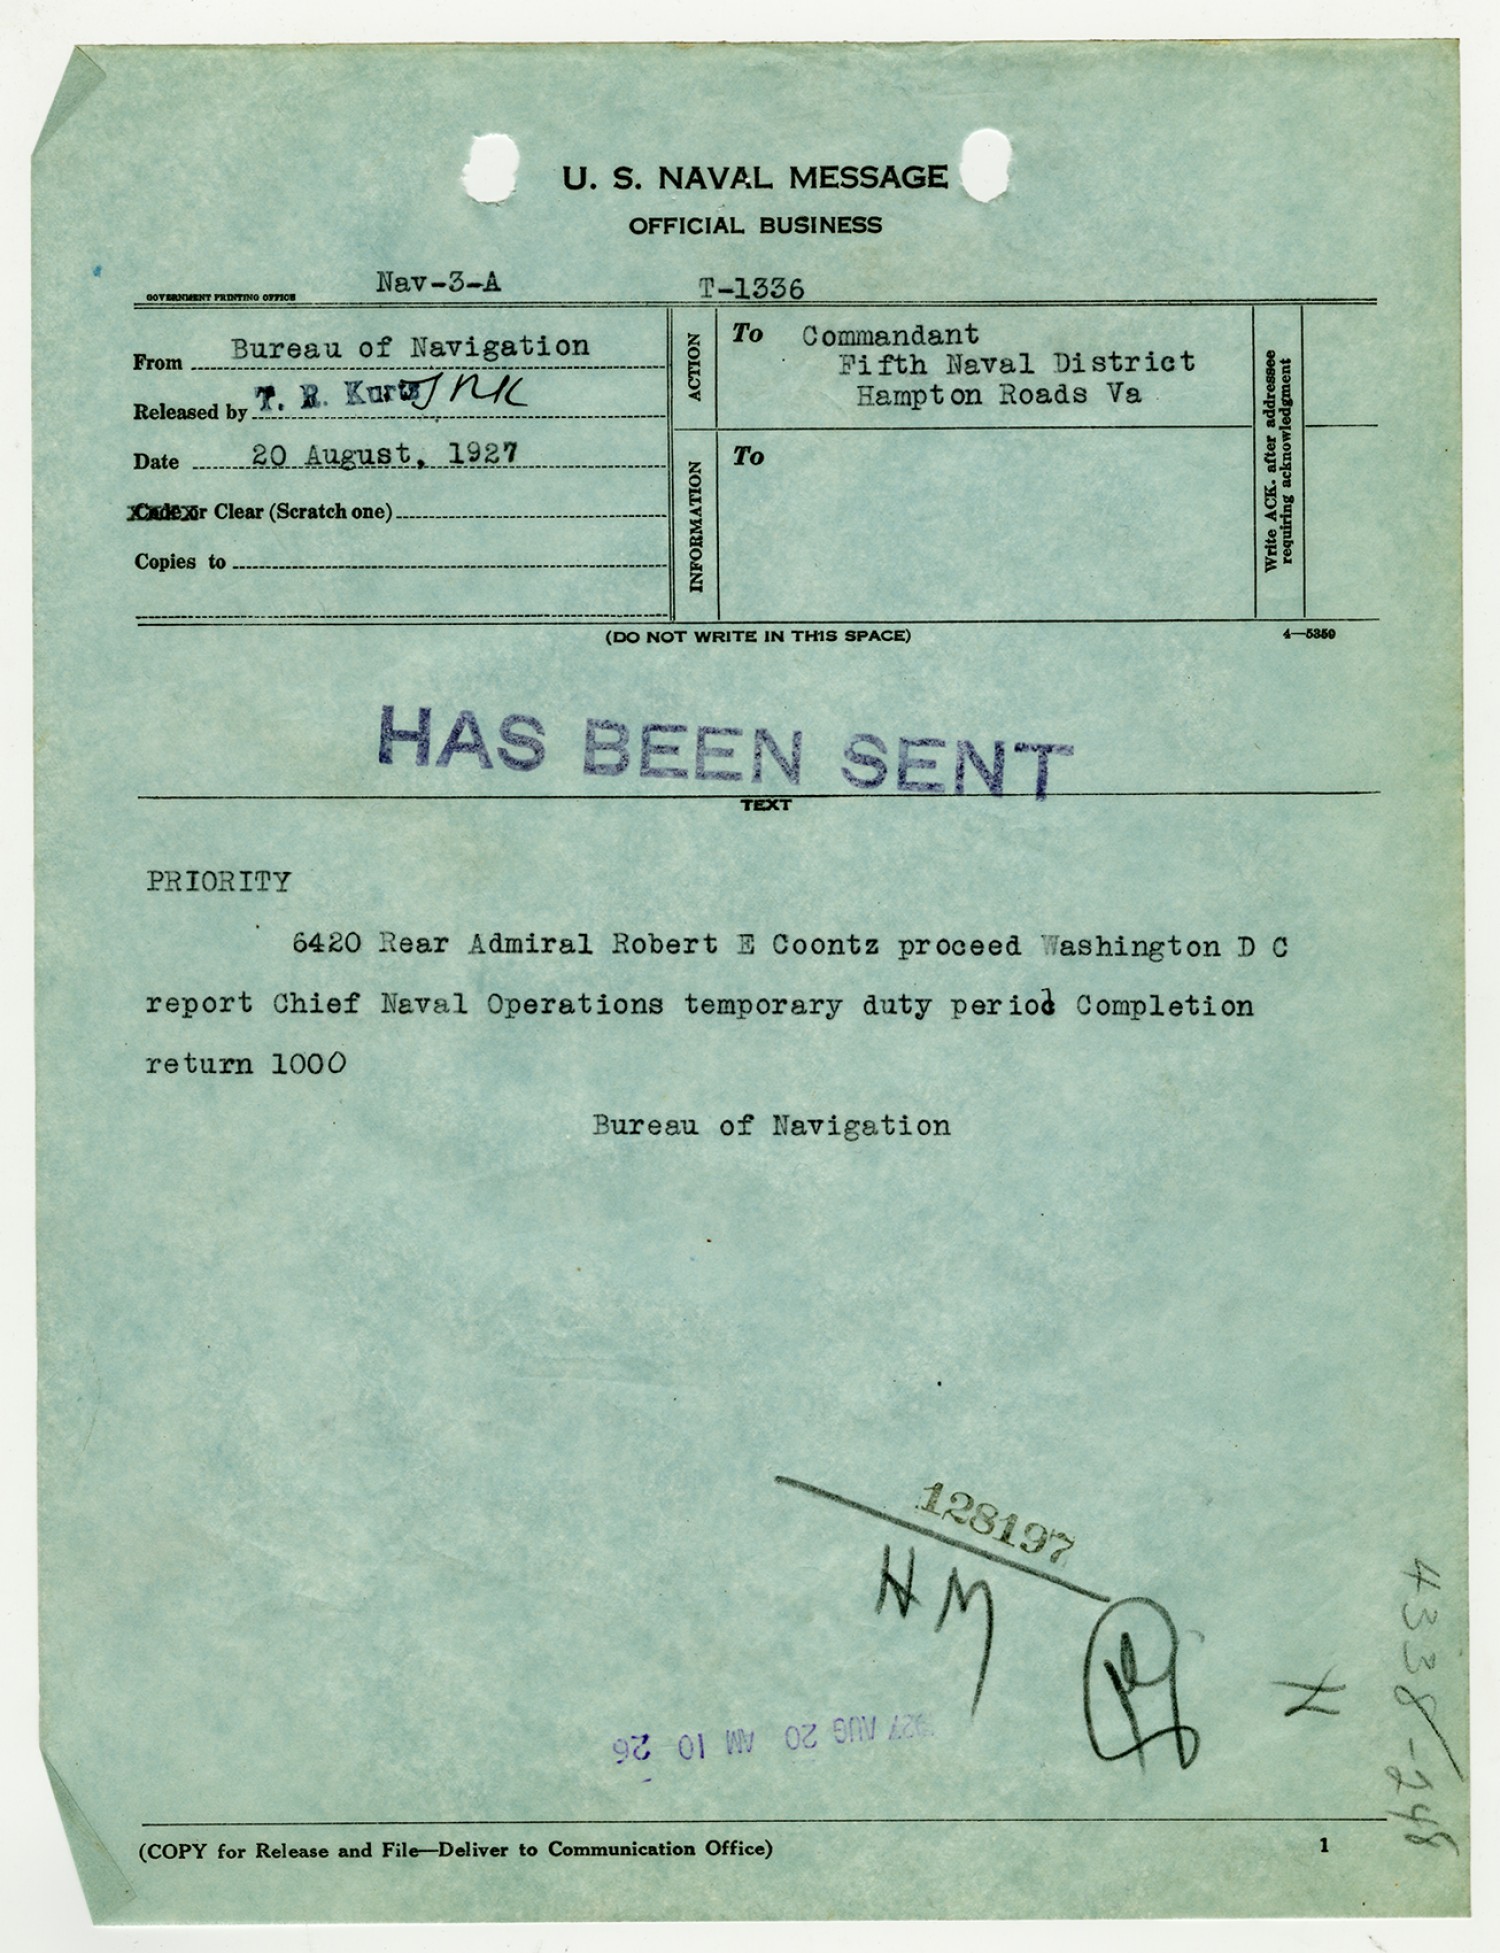 U. S. NAVAL MESSAGE
OFFICIAL BUSINESS
GOVERNMENT PRINTING OFFICE
Nav-3-A
T-1336
From Bureau of Navigation
Released by T. R. Kurtz
Date 20 August, 1927
Code or Clear (Scratch one)
Copies to
ACTION
To Commandant
Fifth Naval District
Hampton Roads Va
INFORMATION
To
Write ACK. after addressee
requiring acknowledgment
(DO NOT WRITE IN THIS SPACE)
4—5350
HAS BEEN SENT
TEXT
PRIORITY
6420 Rear Admiral Robert E Coontz proceed Washington D C
report Chief Naval Operations temporary duty period Completion
return 1000
Bureau of Navigation
128197
H M
N
4338-248
1927 AUG 20 AM 10 26
(COPY for Release and File—Deliver to Communication Office)
1